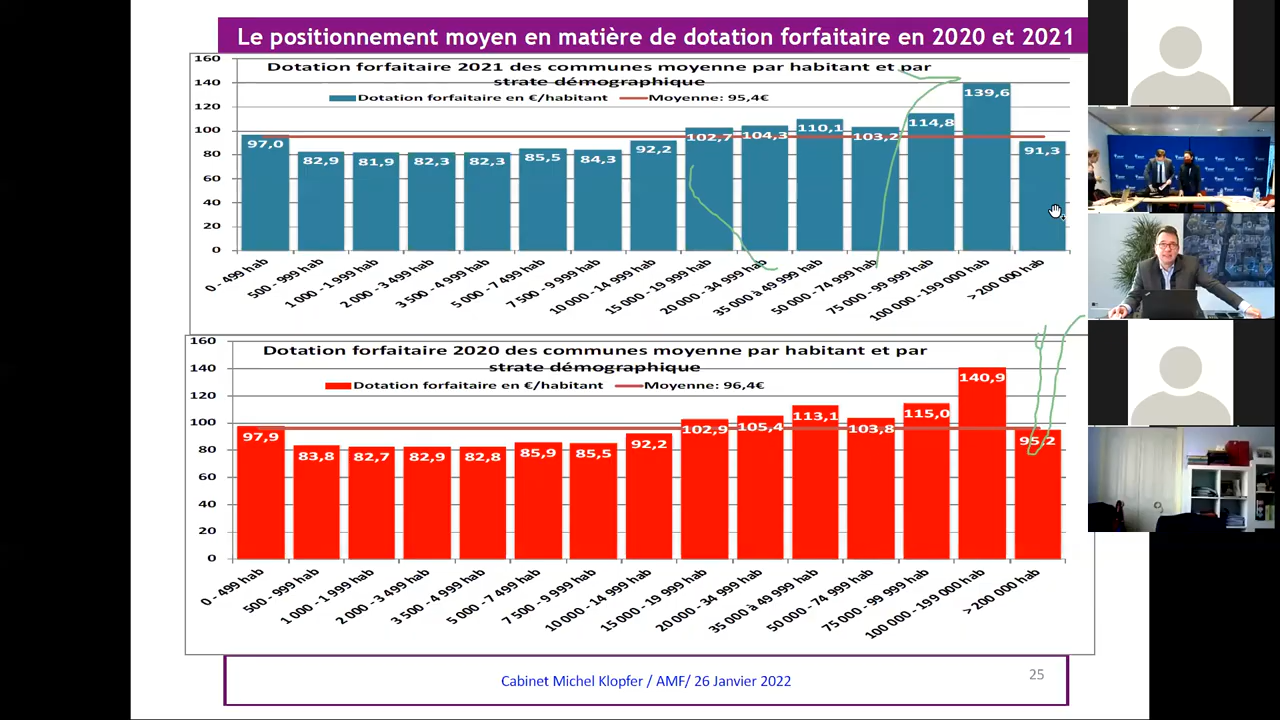 Le positionnement moyen en matière de dotation forfaitaire en 2020 et 2021
Dotation forfaitaire 2021 des communes moyenne par habitant et par
strate démographique
Dotation forfaitaire en €/habitant
Moyenne: 95,4€
160
140
120
100
80
60
40
20
0
97,0
82,9
81,9
82,3
82,3
85,5
84,3
92,2
102,7
104,3
110,1
103,2
114,8
139,6
91,3
0 - 499 hab
500 - 999 hab
1 000 - 1 999 hab
2 000 - 3 499 hab
3 500 - 4 999 hab
5 000 - 7 499 hab
7 500 - 9 999 hab
10 000 - 14 999 hab
15 000 - 19 999 hab
20 000 - 34 999 hab
35 000 à 49 999 hab
50 000 - 74 999 hab
75 000 - 99 999 hab
100 000 - 199 000 hab
> 200 000 hab
Dotation forfaitaire 2020 des communes moyenne par habitant et par
strate démographique
Dotation forfaitaire en €/habitant
Moyenne: 96,4€
160
140
120
100
80
60
40
20
0
97,9
83,8
82,7
82,9
82,8
85,9
85,5
92,2
102,9
105,4
113,1
103,8
115,0
140,9
95,2
0 - 499 hab
500 - 999 hab
1 000 - 1 999 hab
2 000 - 3 499 hab
3 500 - 4 999 hab
5 000 - 7 499 hab
7 500 - 9 999 hab
10 000 - 14 999 hab
15 000 - 19 999 hab
20 000 - 34 999 hab
35 000 à 49 999 hab
50 000 - 74 999 hab
75 000 - 99 999 hab
100 000 - 199 000 hab
> 200 000 hab
Cabinet Michel Klopfer / AMF/ 26 Janvier 2022
25